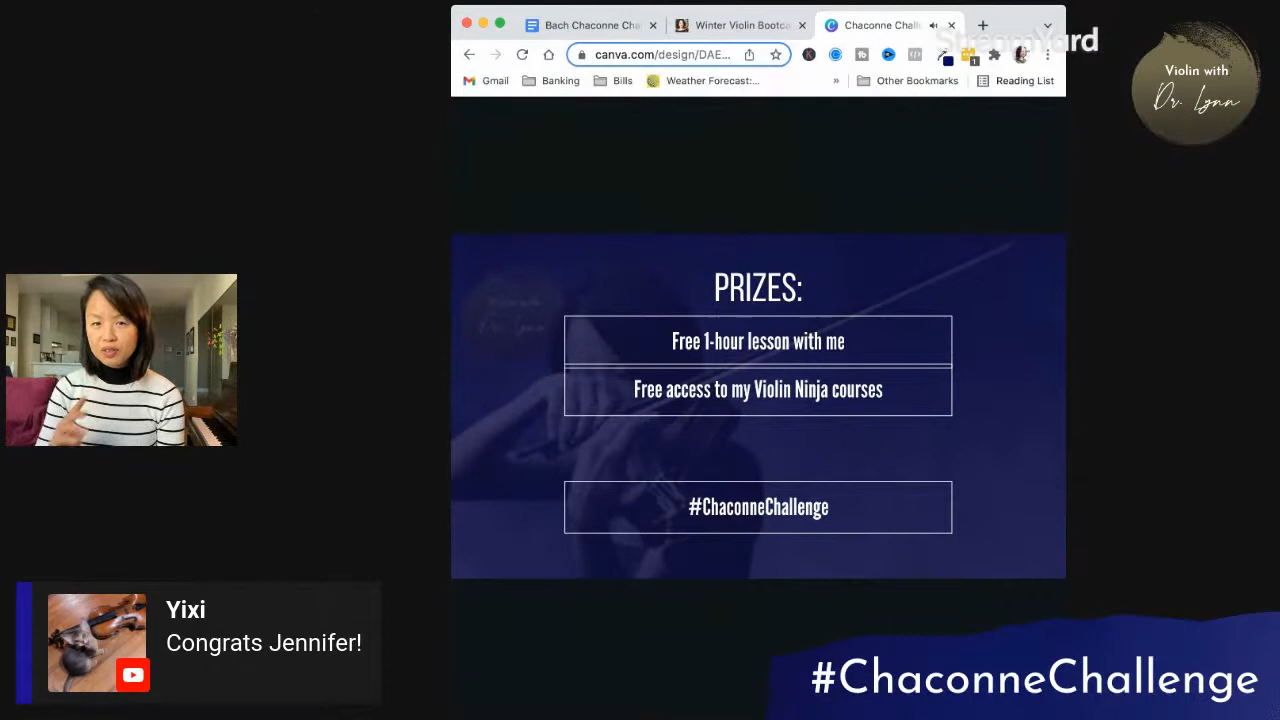 Bach Chaconne Cha
Winter Violin Bootca
Chaconne Chall
StreamYard
canva.com/design/DAE...
1
Gmail
Banking
Bills
Weather Forecast:...
»
Other Bookmarks
Reading List
Violin with
Dr. Lynn
PRIZES:
Free 1-hour lesson with me
Free access to my Violin Ninja courses
#ChaconneChallenge
Yixi
Congrats Jennifer!
#ChaconneChallenge